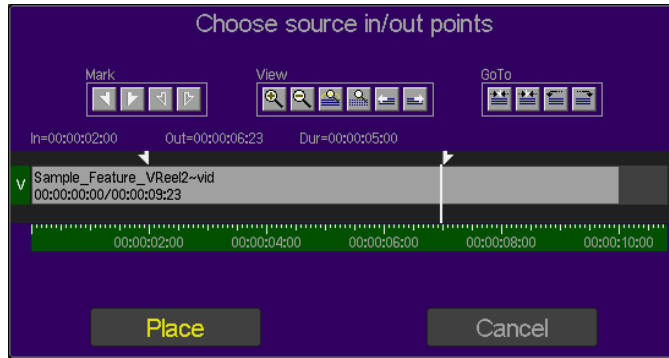 Choose source in/out points
Mark View GoTo
In=00:00:02:00 Out=00:00:06:23 Dur=00:00:05:00
V Sample_Feature_VReel2~vid
00:00:00:00/00:00:09:23
00:00:02:00 00:00:04:00 00:00:06:00 00:00:08:00 00:00:10:00
Place Cancel